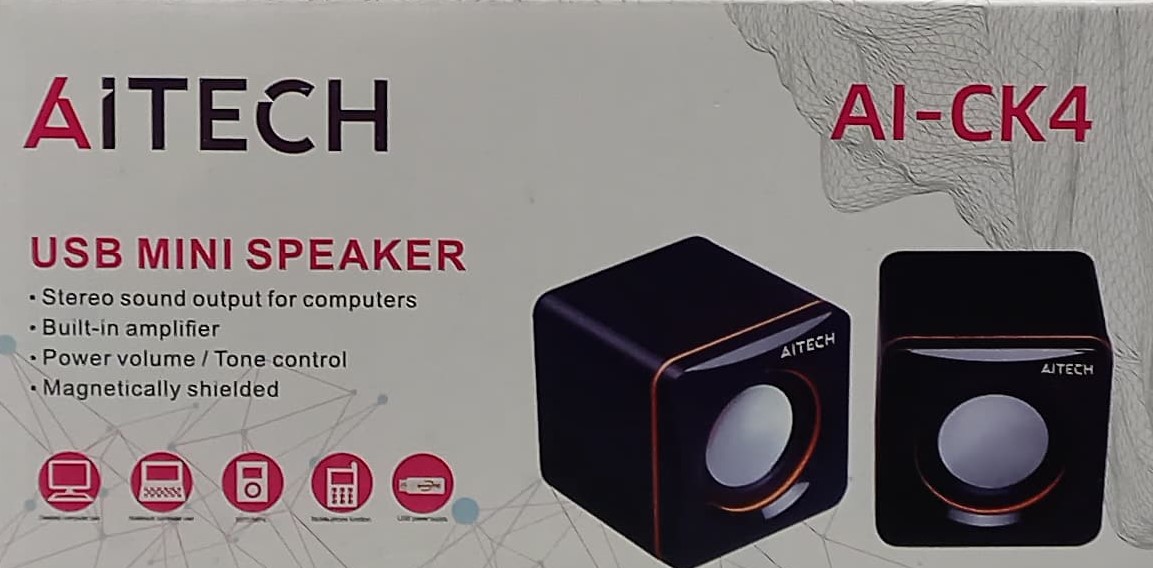 AiTECH
AI-CK4
USB MINI SPEAKER
· Stereo sound output for computers
· Built-in amplifier
· Power volume / Tone control
· Magnetically shielded
AITECH
AITECH